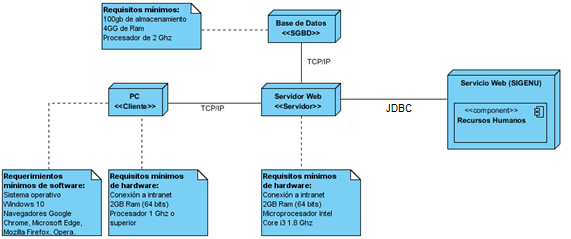 Requisitos mínimos:
100gb de almacenamiento
4GG de Ram
Procesador de 2 Ghz
Base de Datos
<<SGBD>>
TCP/IP
Servicio Web (SIGENU)
<<component>>
Recursos Humanos
PC
<<Cliente>>
TCP/IP
Servidor Web
<<Servidor>>
JDBC
Requerimientos
mínimos de software:
Sistema operativo
Windows 10
Navegadores Google
Chrome, Microsoft Edge,
Mozilla Firefox, Opera.
Requisitos mínimos
de hardware:
Conexión a intranet
2GB Ram (64 bits)
Procesador 1 Ghz o
superior
Requisitos mínimos
de hardware:
Conexión a intranet
2GB Ram (64 bits)
Microprocesador Intel
Core i3 1.8 Ghz